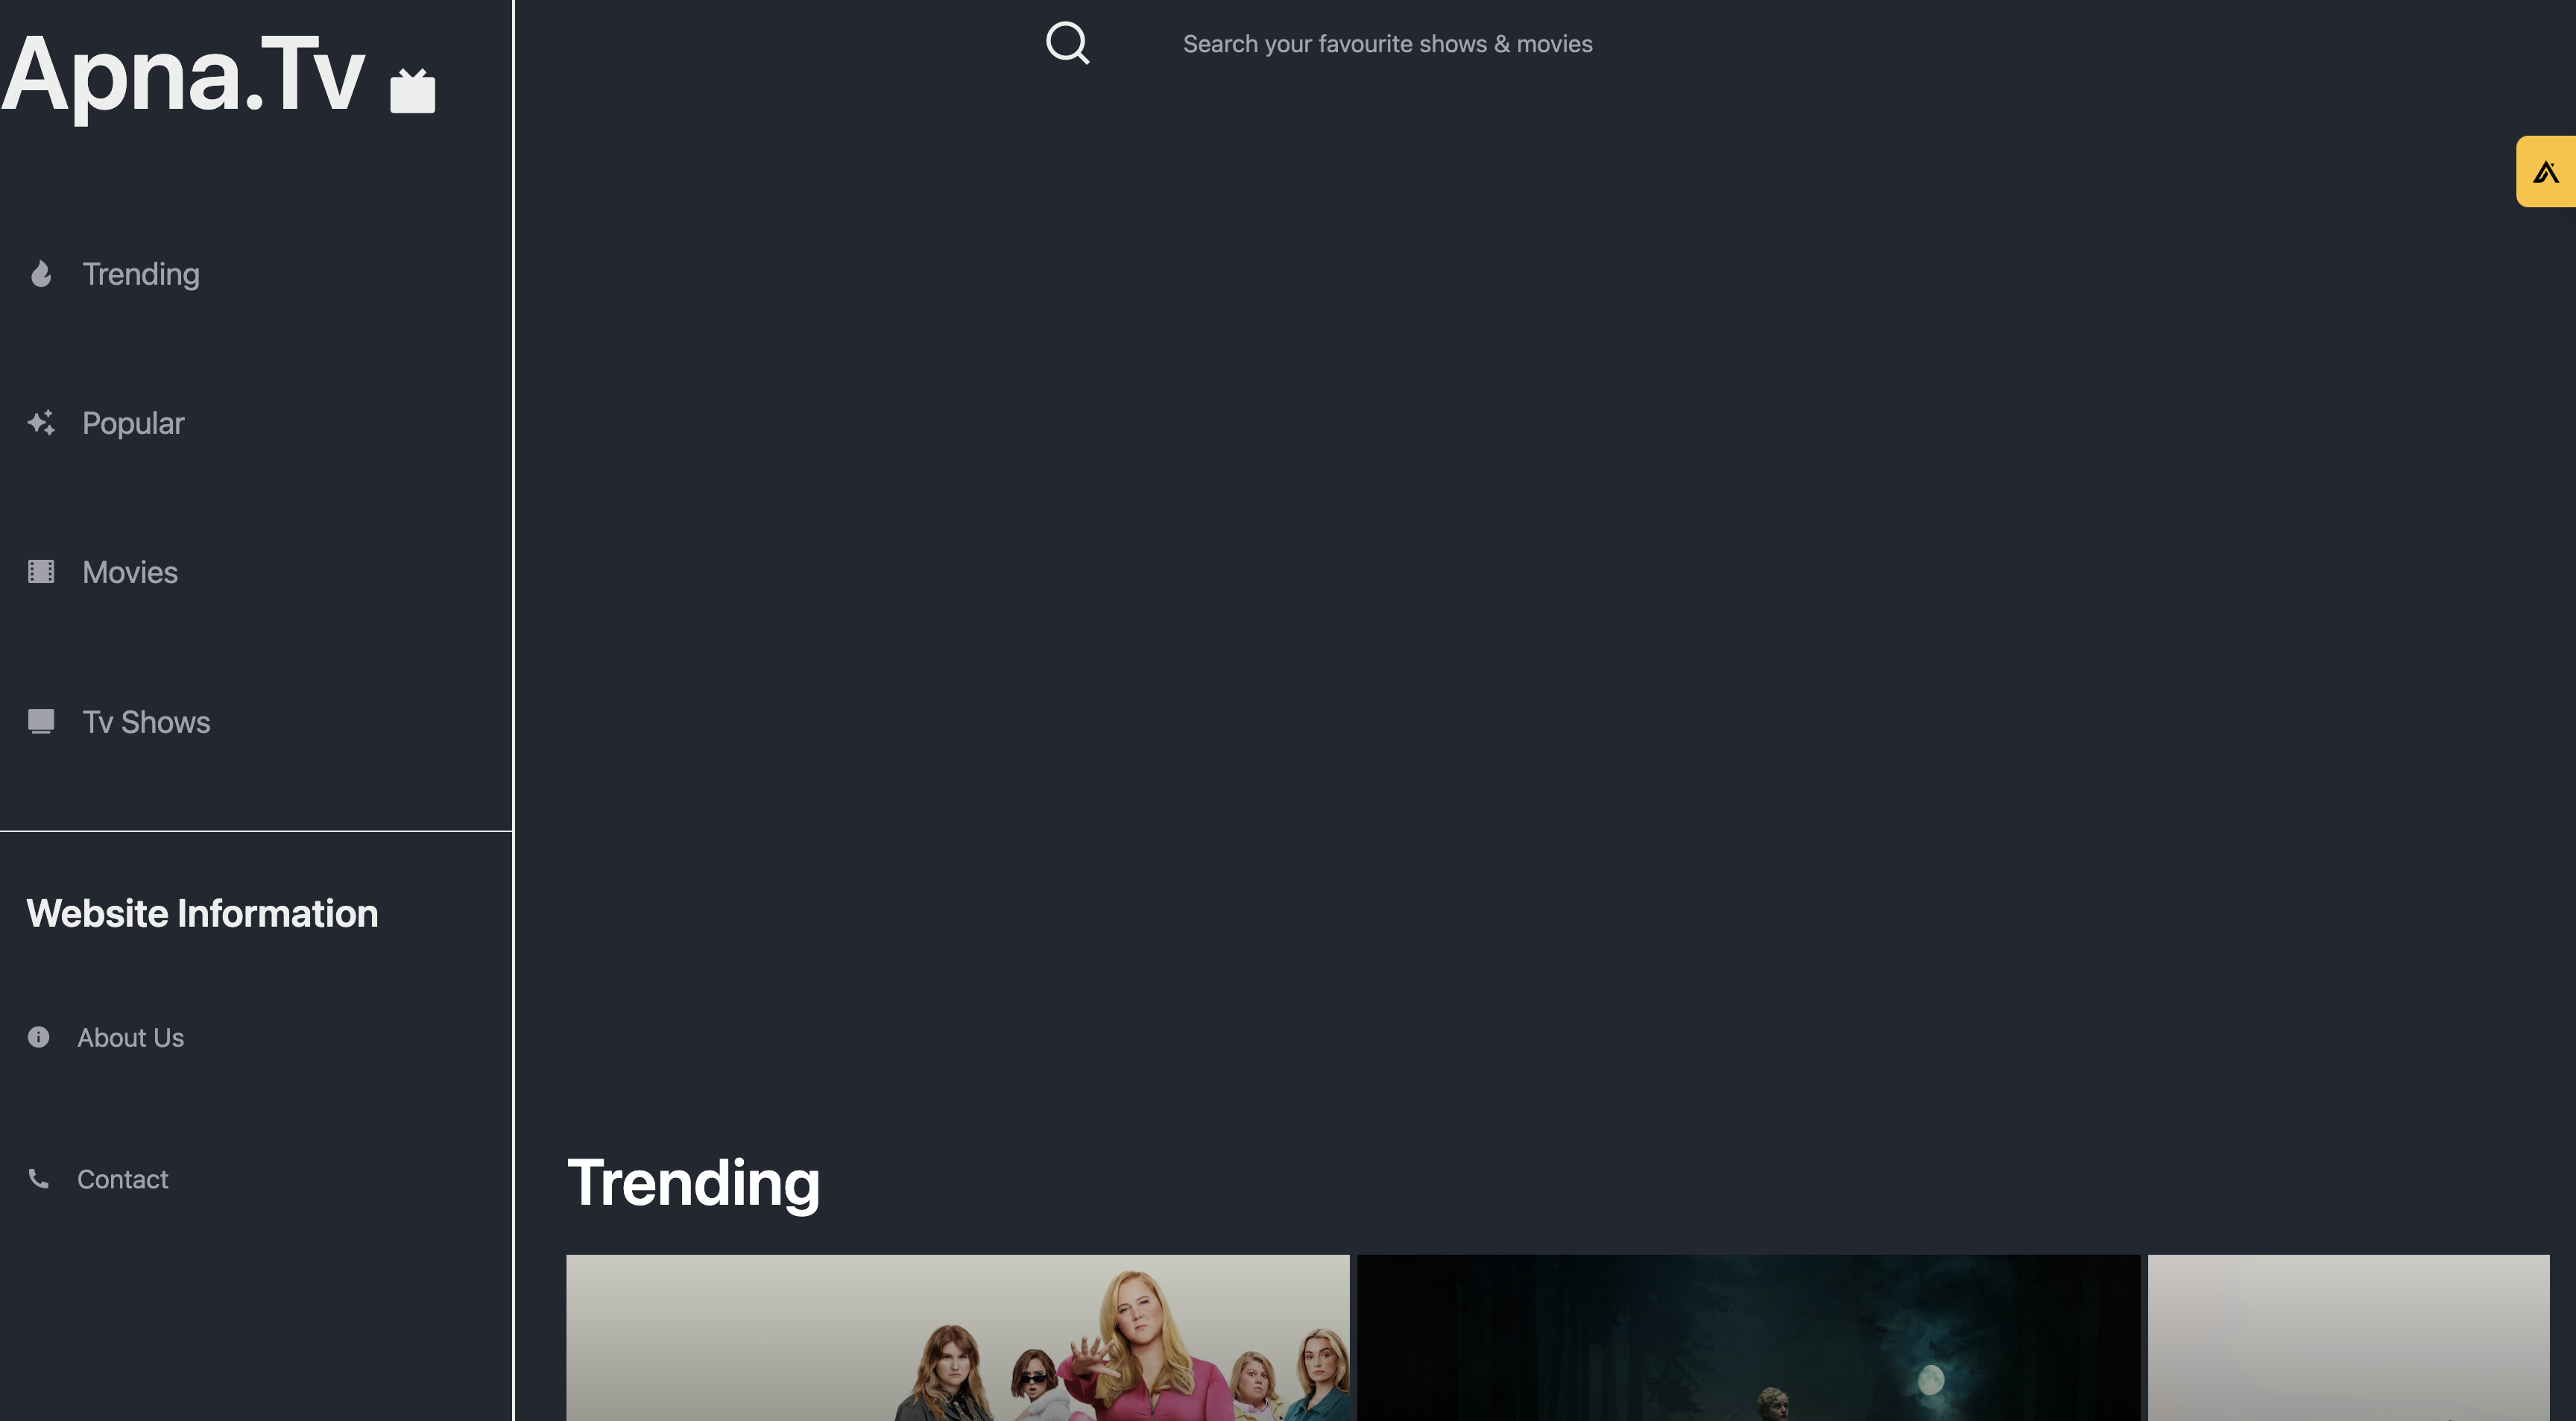 Apna.Tv
Search your favourite shows & movies
Trending
Popular
Movies
Tv Shows
Website Information
About Us
Contact
Trending